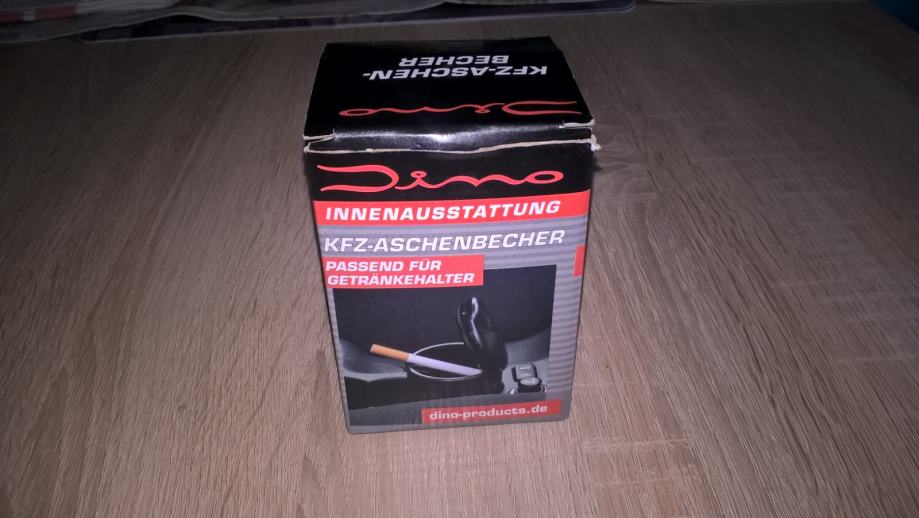 KFZ-ASCHEN-
BECHER
Dino
Dino
INNENAUSSTATTUNG
KFZ-ASCHENBECHER
PASSEND FÜR
GETRÄNKEHALTER
dino-products.de